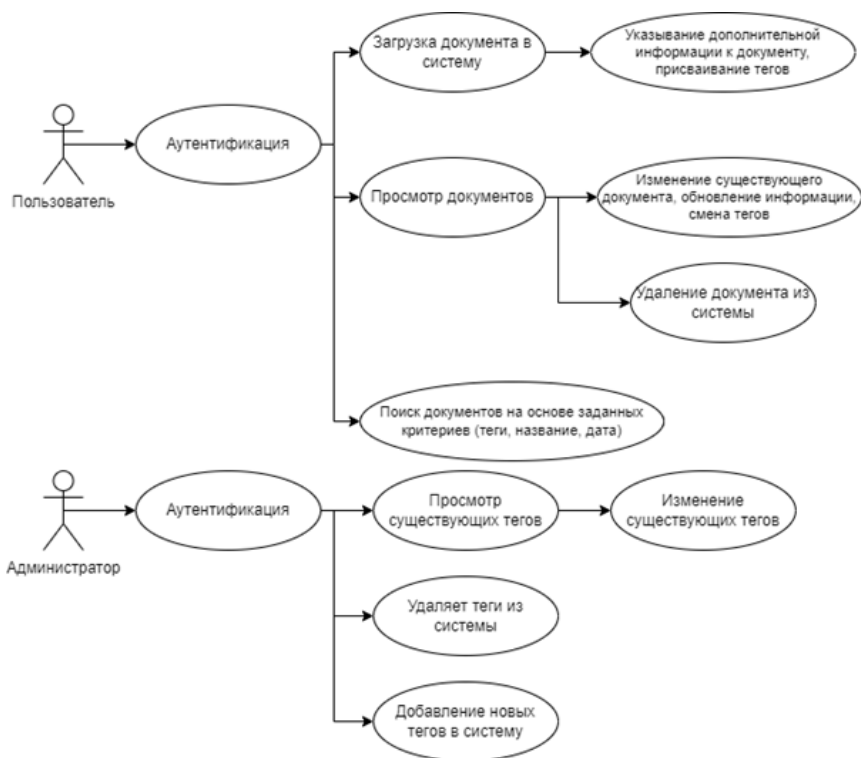 Загрузка документа в
систему
Указывание дополнительной
информации к документу,
присваивание тегов
Аутентификация
Пользователь
Просмотр документов
Изменение существующего
документа, обновление информации,
смена тегов
Удаление документа из
системы
Поиск документов на основе заданных
критериев (теги, название, дата)
Аутентификация
Администратор
Просмотр
существующих тегов
Изменение
существующих тегов
Удаляет теги из
системы
Добавление новых
тегов в систему